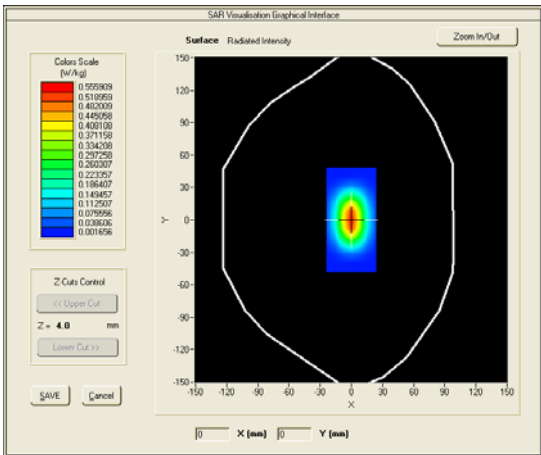 SAR Visualisation Graphical Interface
Surface Radiated Intensity
Zoom In/Out
Colors Scale
(W/kg)
0.555909
0.518959
0.482009
0.445058
0.408108
0.371158
0.334208
0.297258
0.260307
0.223357
0.186407
0.149457
0.112507
0.075556
0.038606
0.001656
Z Cuts Control
<< Upper Cut
Z = 4.0 mm
Lower Cut >>
SAVE Cancel
150
120
90
60
30
0
-30
-60
-90
-120
-150
Y
-150 -120 -90 -60 -30 0 30 60 90 120 150
X
0 X (mm) 0 Y (mm)